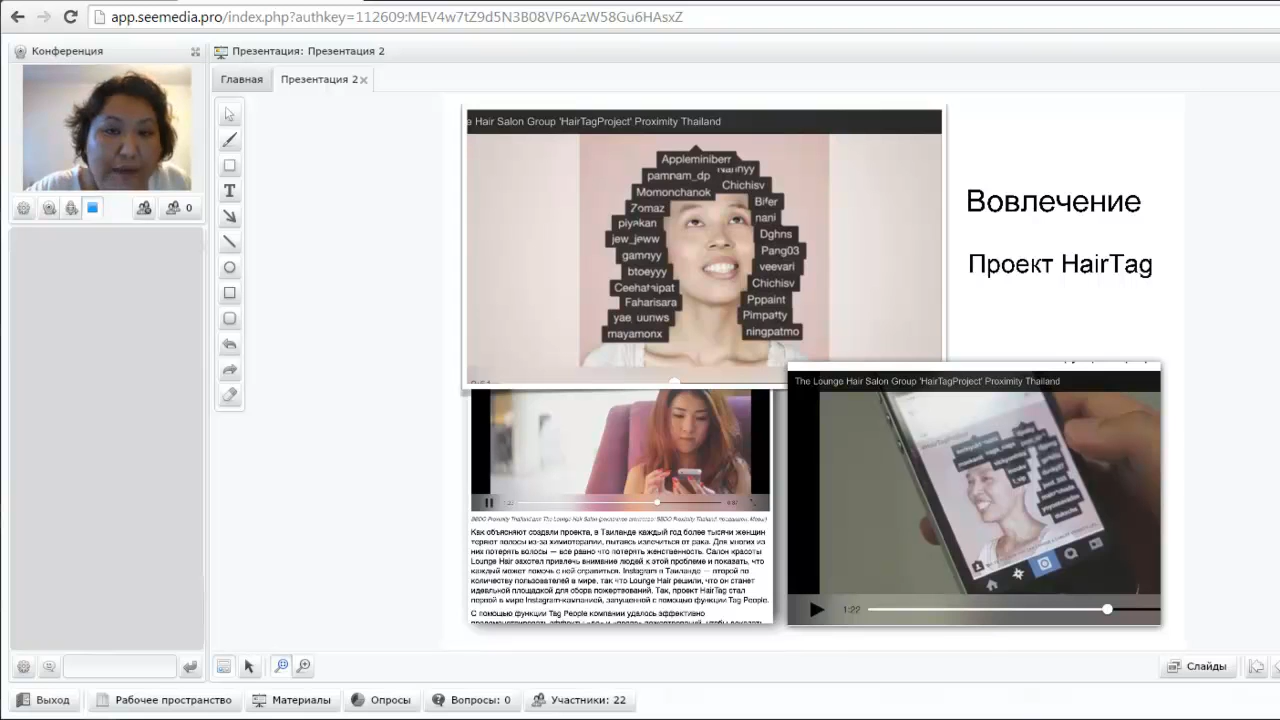 app.seemedia.pro/index.php?authkey=112609:MEV4w7tZ9d5N3B08VP6AzW58Gu6HAsxZ
Конференция
Презентация: Презентация 2
Главная
Презентация 2
Hair Salon Group 'HairTagProject' Proximity Thailand
Appleminiberr
pamnam_dp
Momonchanok
Chichisv
Zomaz
Bifer
piyakan
nani
jew_jeww
Dghns
gamnyy
Pang03
btoeyyy
veevari
Chichisv
Faharisara
Pppaint
Pimpatty
mayamonx
ningpatmo
Вовлечение
Проект HairTag
The Lounge Hair Salon Group 'HairTagProject' Proximity Thailand
1:22
Как объясняют создали проекта, в Таиланде каждый год более тысячи женщин
теряют волосы из-за химиотерапии, пытаясь излечиться от рака. Для многих из
них потерять волосы — все равно что потерять женственность. Салон красоты
Lounge Hair захотел привлечь внимание людей к этой проблеме и показать, что
каждый может помочь с ней справиться. Instagram в Таиланде — второй по
количеству пользователей в мире, так что Lounge Hair решили, что он станет
идеальной площадкой для сбора пожертвований. Так, проект HairTag стал
первой в мире Instagram-кампанией, запущенной с помощью функции Tag People.
С помощью функции Tag People компании удалось эффективно
0
T
Слайды
Выход
Рабочее пространство
Материалы
Опросы
Вопросы: 0
Участники: 22